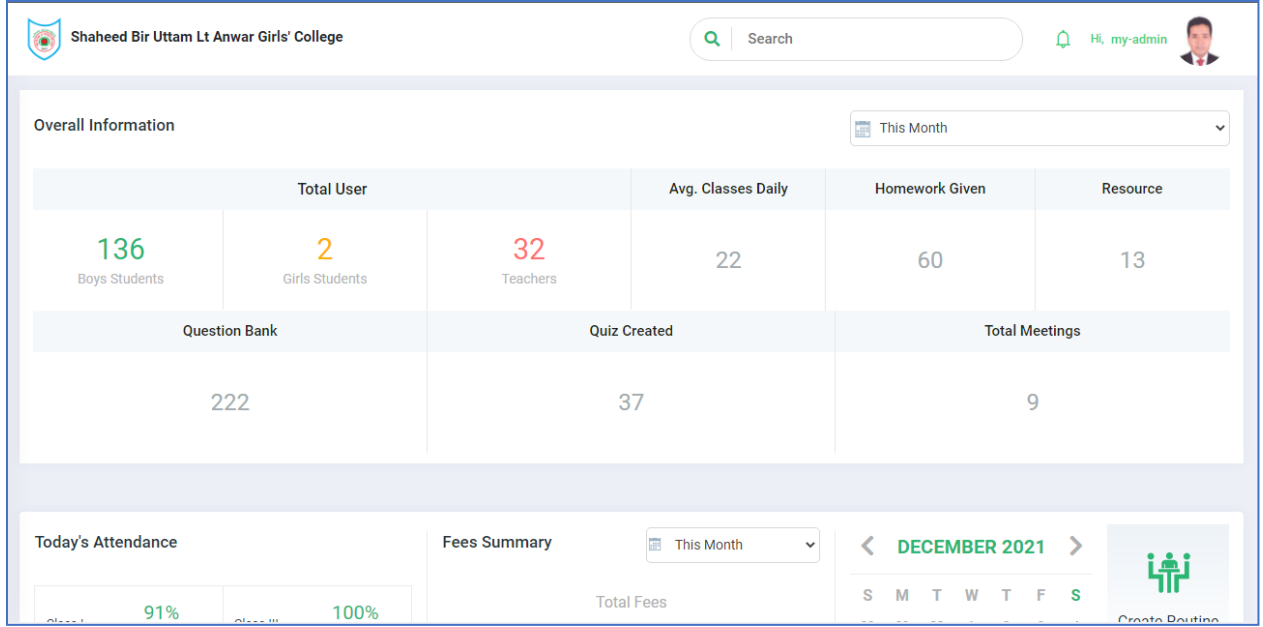 Shaheed Bir Uttam Lt Anwar Girls' College
Search
Hi, my-admin
Overall Information
This Month
Total User
Avg. Classes Daily
Homework Given
Resource
136
Boys Students
2
Girls Students
32
Teachers
22
60
13
Question Bank
Quiz Created
Total Meetings
222
37
9
Today's Attendance
Fees Summary
This Month
DECEMBER 2021
S M T W T F S
Total Fees
91%
100%
Create Routine